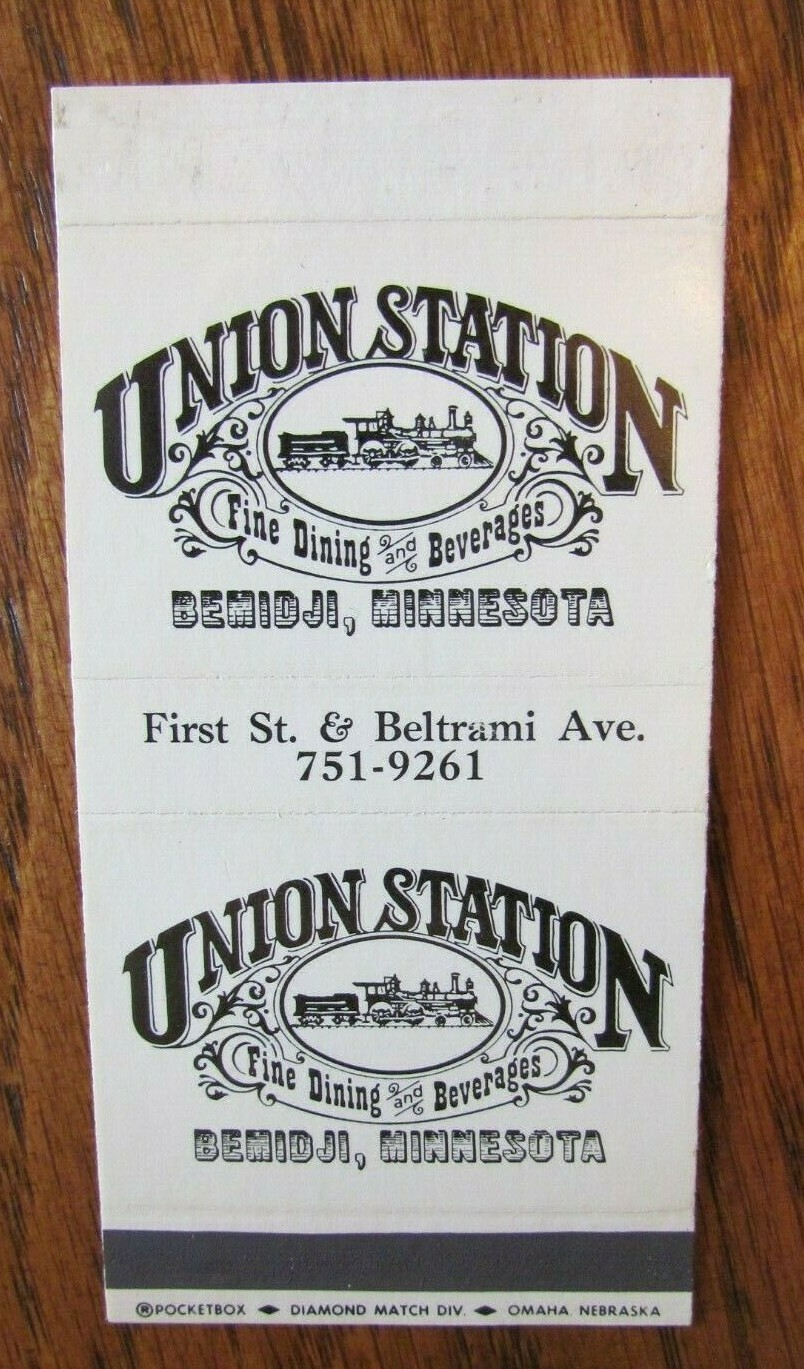 UNION STATION
Fine Dining and Beverages
BEMIDJI, MINNESOTA
First St. & Beltrami Ave.
751-9261
UNION STATION
Fine Dining and Beverages
BEMIDJI, MINNESOTA
®POCKETBOX ◆ DIAMOND MATCH DIV. ◆ OMAHA NEBRASKA